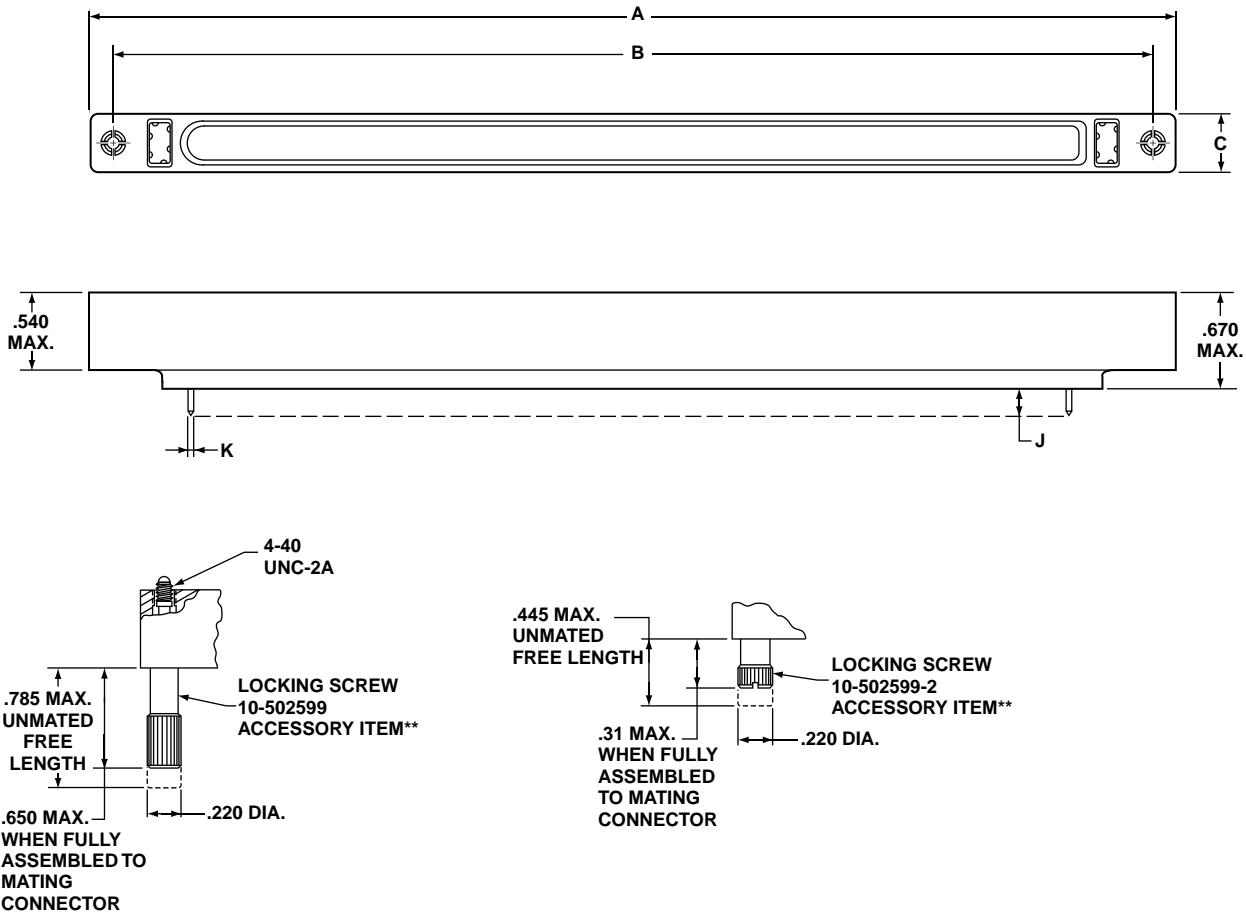 A
B
C
.540
MAX.
.670
MAX.
K
J
4-40
UNC-2A
.785 MAX.
UNMATED
FREE
LENGTH
LOCKING SCREW
10-502599
ACCESSORY ITEM**
.220 DIA.
.650 MAX.
WHEN FULLY
ASSEMBLED TO
MATING
CONNECTOR
.445 MAX.
UNMATED
FREE LENGTH
LOCKING SCREW
10-502599-2
ACCESSORY ITEM**
.220 DIA.
.31 MAX.
WHEN FULLY
ASSEMBLED
TO MATING
CONNECTOR